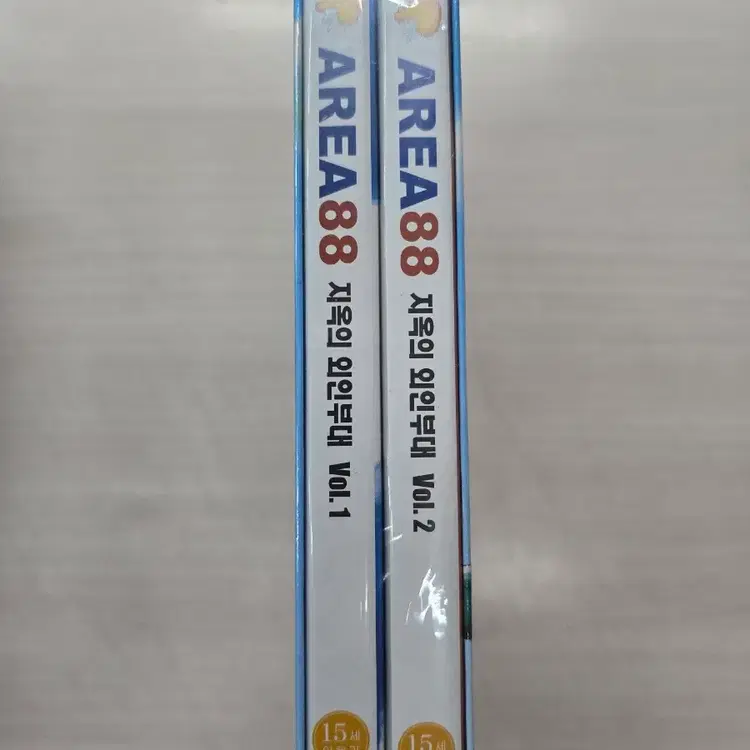 AREA88 지옥의 외인부대 Vol.1
15세
AREA88 지옥의 외인부대 Vol.2
15세